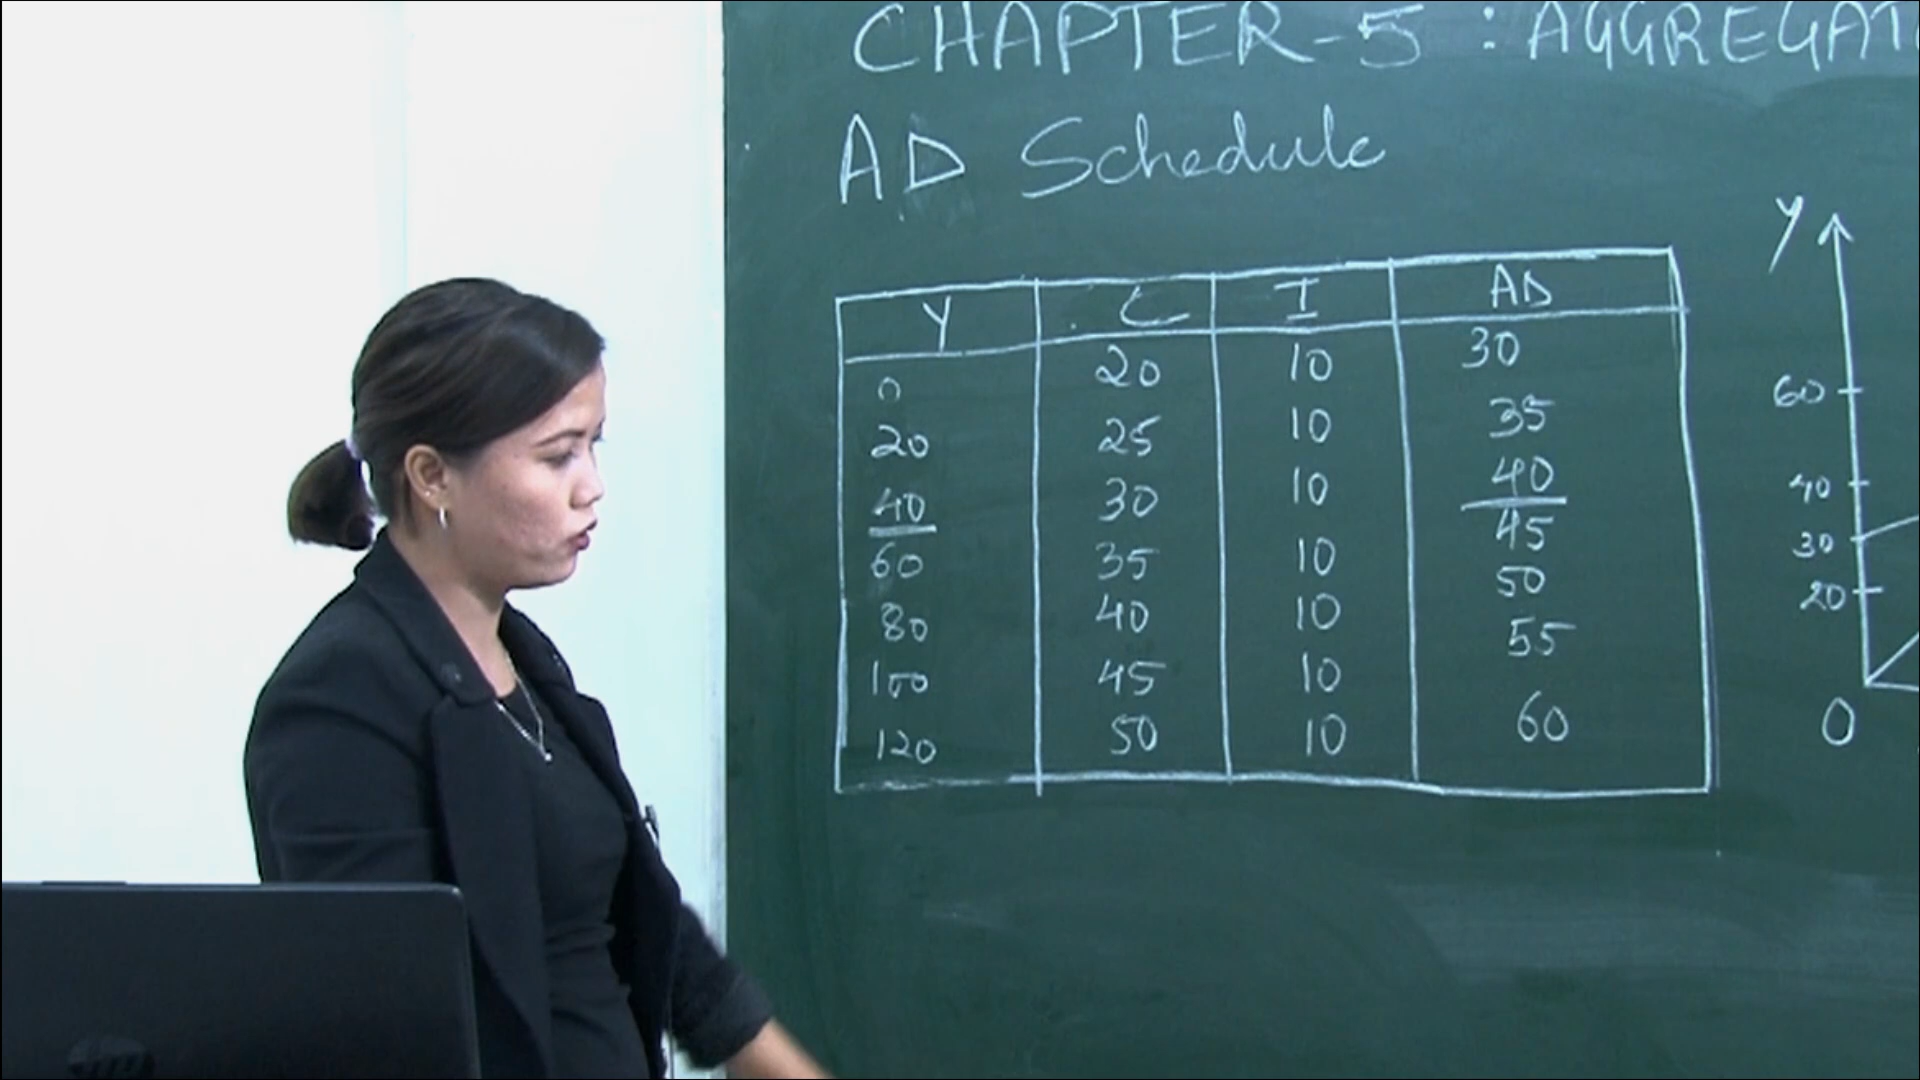 CHAPTER-5 : AGGREGAT
AD Schedule
Y C I AD
0 20 10 30
20 25 10 35
40 30 10 40
60 35 10 45
80 40 10 50
100 45 10 55
120 50 10 60
Y
60
40
30
20
0
hp